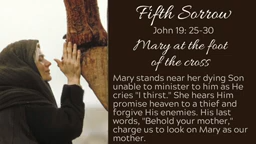 Fifth Sorrow
John 19: 25-30
Mary at the foot
of the cross
Mary stands near her dying Son
unable to minister to him as He
cries "I thirst." She hears Him
promise heaven to a thief and
forgive His enemies. His last
words, "Behold your mother,"
charge us to look on Mary as our
mother.